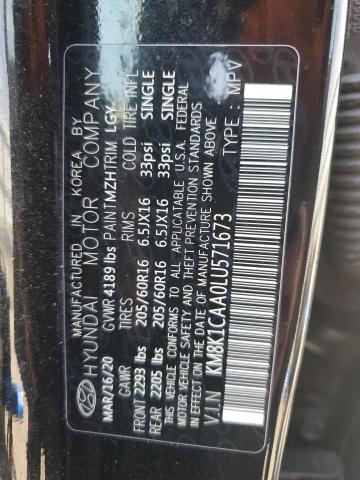 MANUFACTURED IN KOREA BY
HYUNDAI MOTOR COMPANY
MAR/16/20 GVWR 4189 lbs PAINT MZH TRIM LGY
GAWR TIRES RIMS COLD TIRE INFL.
FRONT 2293 lbs 205/60R16 6.5JX16 33psi SINGLE
REAR 2205 lbs 205/60R16 6.5JX16 33psi SINGLE
THIS VEHICLE CONFORMS TO ALL APPLICABLE U.S.A. FEDERAL
MOTOR VEHICLE SAFETY AND THEFT PREVENTION STANDARDS
IN EFFECT ON THE DATE OF MANUFACTURE SHOWN ABOVE
V.I.N : KM8K1CAA0LU571673
TYPE : MPV